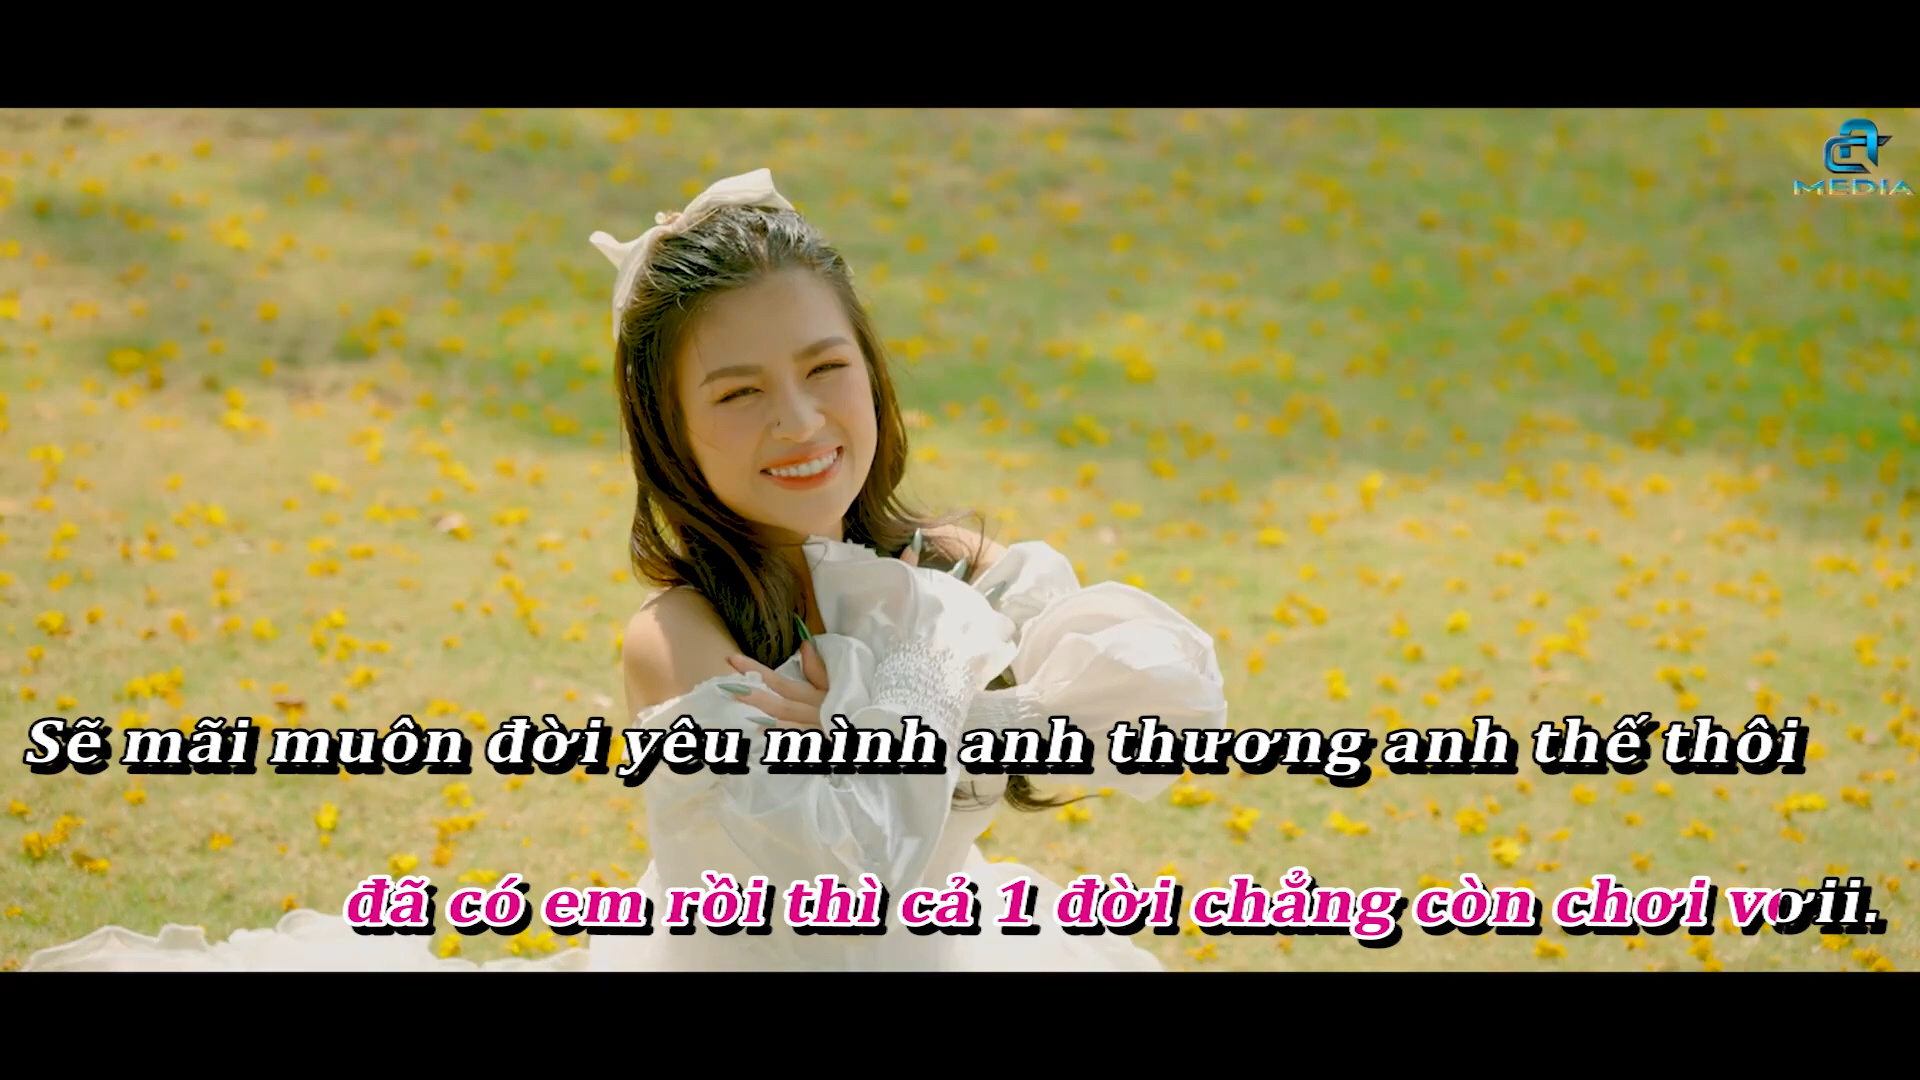 MEDIA
Sẽ mãi muôn đời yêu mình anh thương anh thế thôi
đã có em rồi thì cả 1 đời chẳng còn chơi vơii.